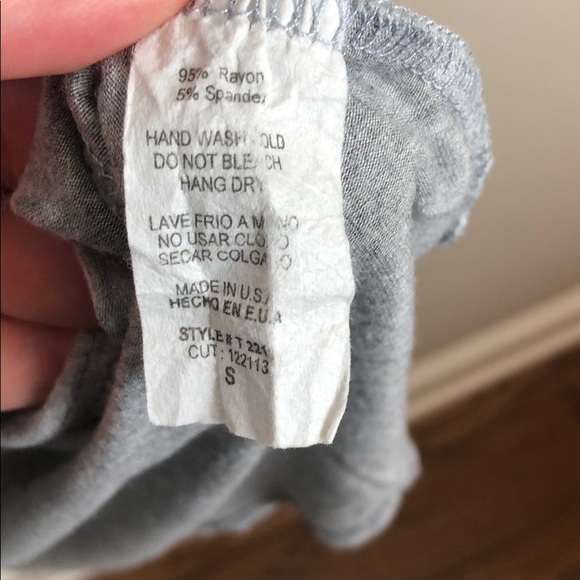 95% Rayon
5% Spandex
HAND WASH COLD
DO NOT BLEACH
HANG DRY
LAVE FRIO A MANO
NO USAR CLORO
SECAR COLGADO
MADE IN U.S.A
HECHO EN E.U.A
STYLE #
CUT : 122113
S